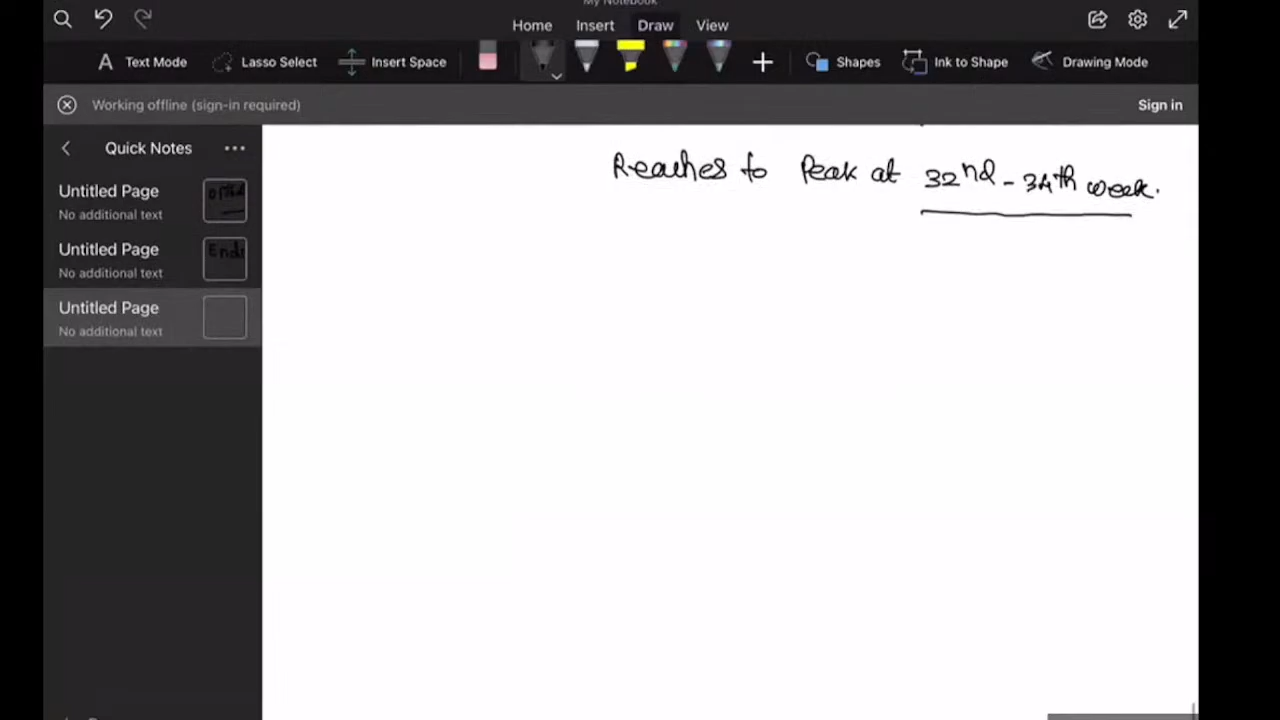 My Notebook
Home Insert Draw View
Text Mode Lasso Select Insert Space Shapes Ink to Shape Drawing Mode
Working offline (sign-in required) Sign in
Quick Notes
Untitled Page
No additional text
Untitled Page
No additional text
Untitled Page
No additional text
Reaches to Peak at 32nd - 34th week.